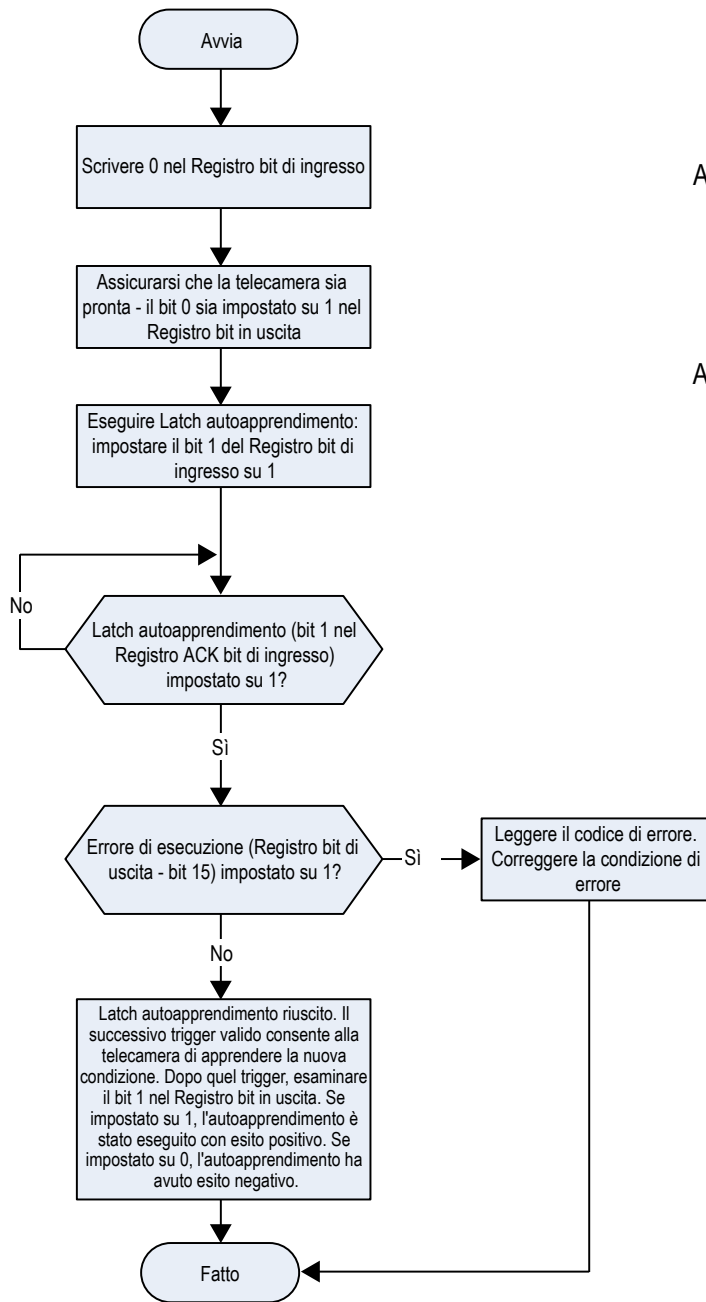 Avvia
Scrivere 0 nel Registro bit di ingresso
A
Assicurarsi che la telecamera sia
pronta - il bit 0 sia impostato su 1 nel
Registro bit in uscita
A
Eseguire Latch autoapprendimento:
impostare il bit 1 del Registro bit di
ingresso su 1
No
Latch autoapprendimento (bit 1 nel
Registro ACK bit di ingresso)
impostato su 1?
Sì
Errore di esecuzione (Registro bit di
uscita - bit 15) impostato su 1?
Sì
Leggere il codice di errore.
Correggere la condizione di
errore
No
Latch autoapprendimento riuscito. Il
successivo trigger valido consente alla
telecamera di apprendere la nuova
condizione. Dopo quel trigger, esaminare
il bit 1 nel Registro bit in uscita. Se
impostato su 1, l'autoapprendimento è
stato eseguito con esito positivo. Se
impostato su 0, l'autoapprendimento ha
avuto esito negativo.
Fatto